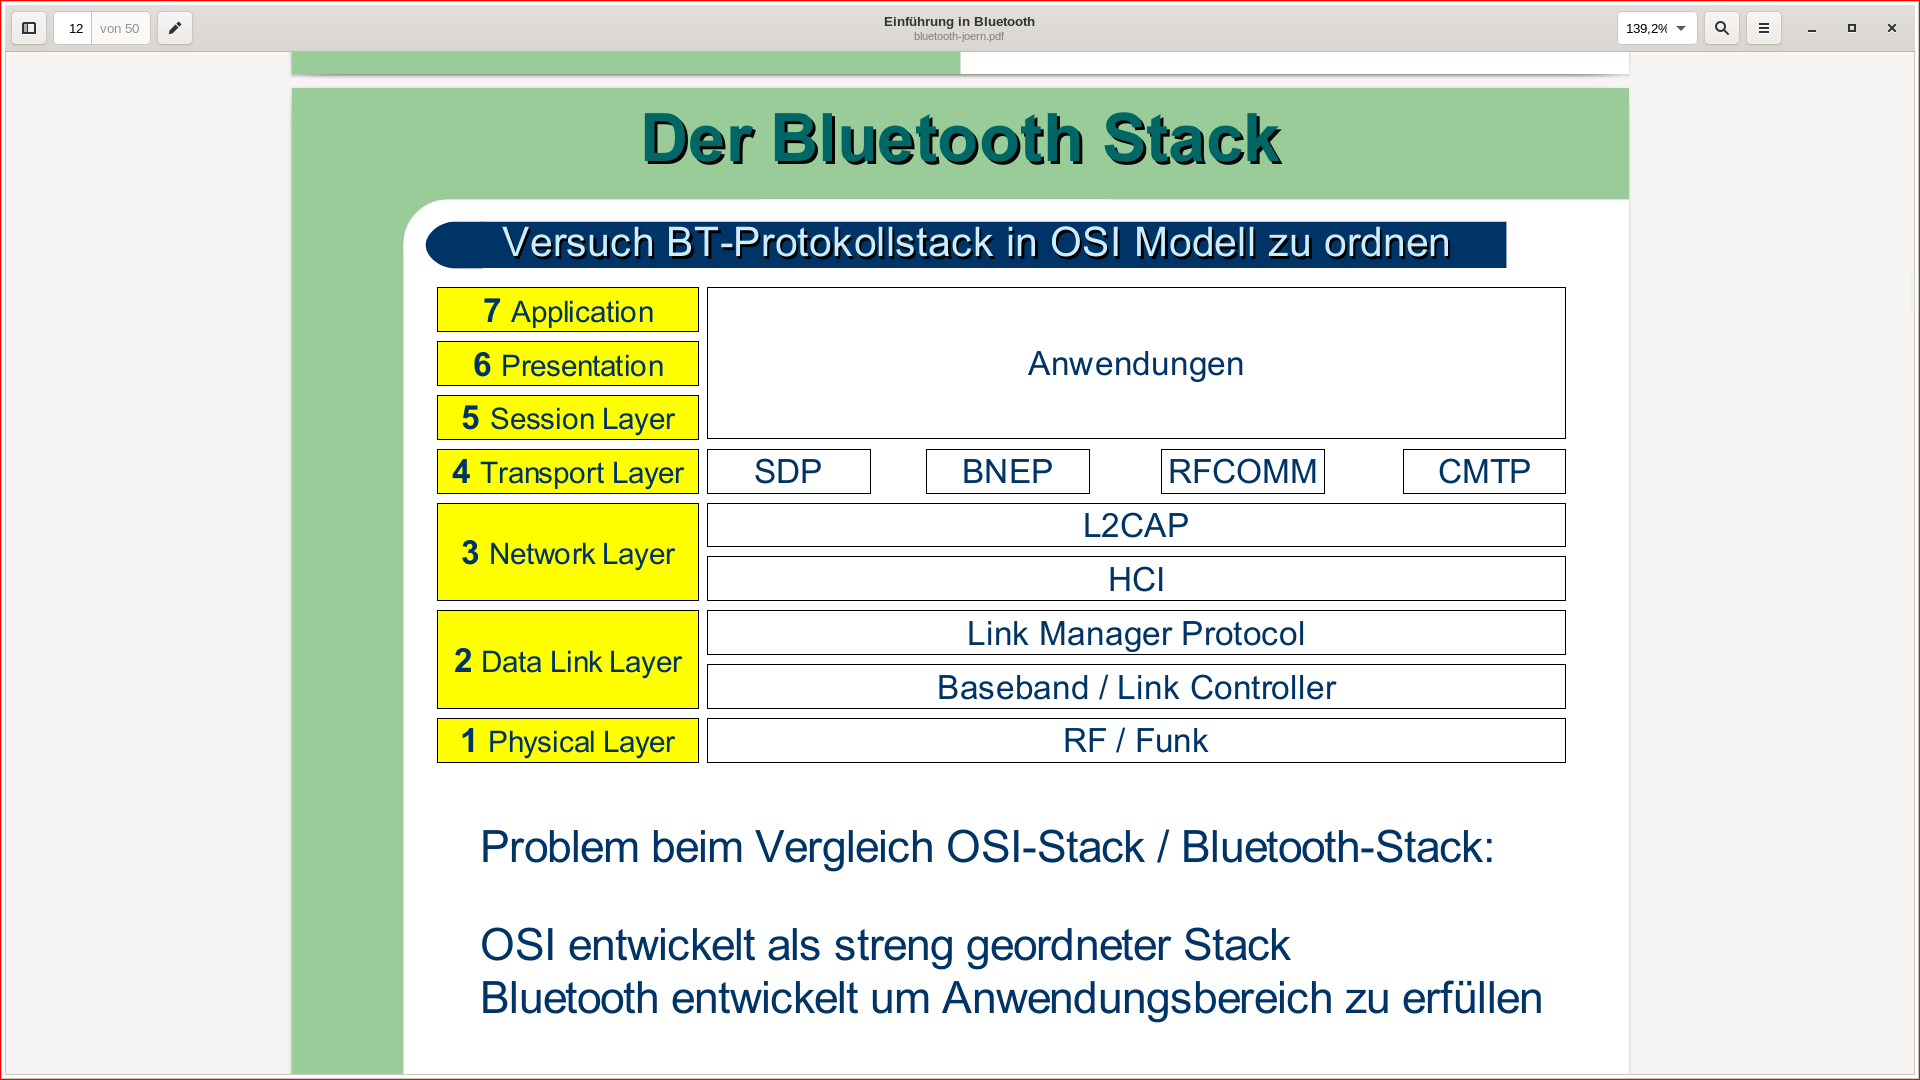 12 von 50
Einführung in Bluetooth
bluetooth-joern.pdf
139,2%
Der Bluetooth Stack
Versuch BT-Protokollstack in OSI Modell zu ordnen
7 Application
6 Presentation
5 Session Layer
Anwendungen
4 Transport Layer
SDP BNEP RFCOMM CMTP
3 Network Layer
L2CAP
HCI
2 Data Link Layer
Link Manager Protocol
Baseband / Link Controller
1 Physical Layer
RF / Funk
Problem beim Vergleich OSI-Stack / Bluetooth-Stack:
OSI entwickelt als streng geordneter Stack
Bluetooth entwickelt um Anwendungsbereich zu erfüllen